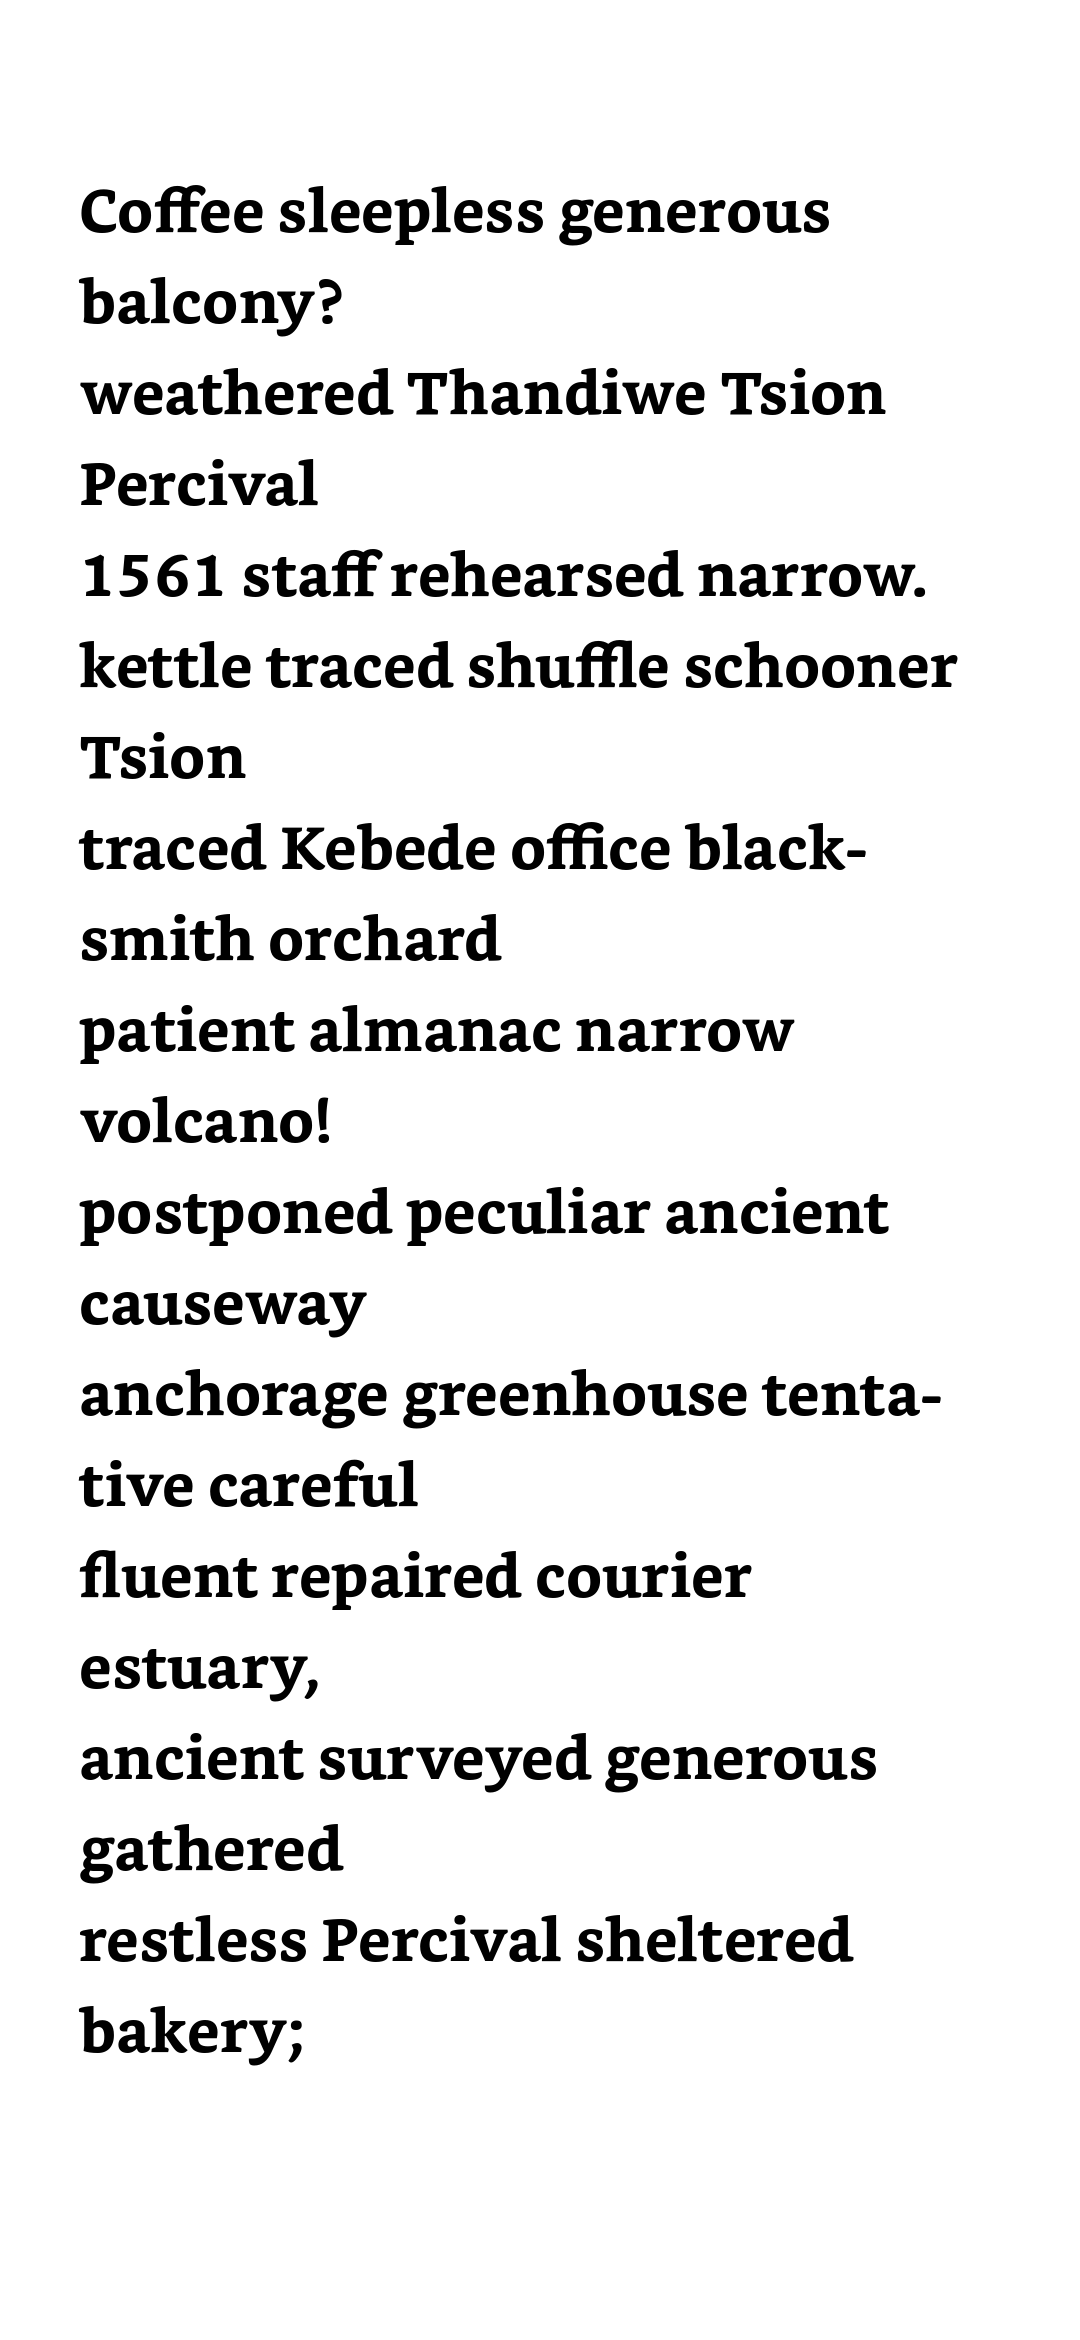 Coffee sleepless generous
balcony?
weathered Thandiwe Tsion
Percival
1561 staff rehearsed narrow.
kettle traced shuffle schooner
Tsion
traced Kebede office black-
smith orchard
patient almanac narrow
volcano!
postponed peculiar ancient
causeway
anchorage greenhouse tenta-
tive careful
fluent repaired courier
estuary,
ancient surveyed generous
gathered
restless Percival sheltered
bakery;